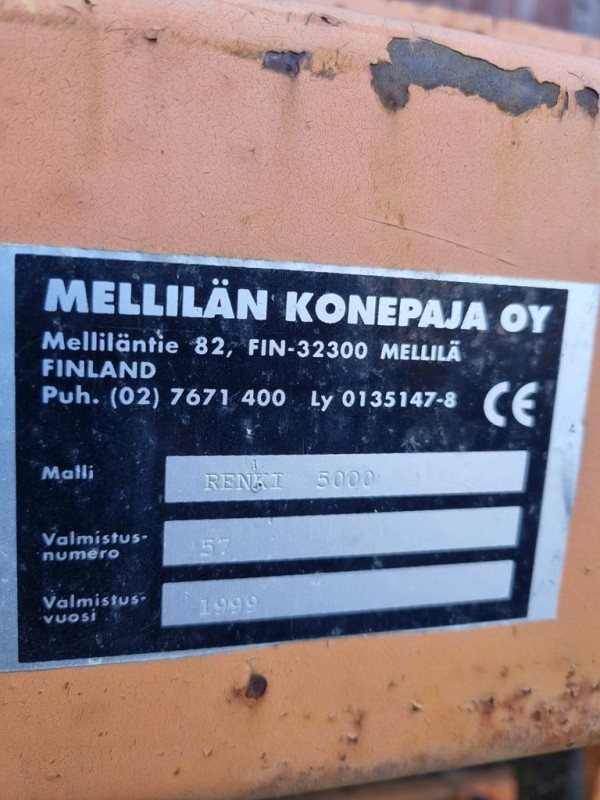 MELLILÄN KONEPAJA OY
Melliläntie 82, FIN-32300 MELLILÄ
FINLAND
Puh. (02) 7671 400 Ly 0135147-8 CE
Malli RENKI 5000
Valmistus-
numero 57
Valmistus-
vuosi 1999